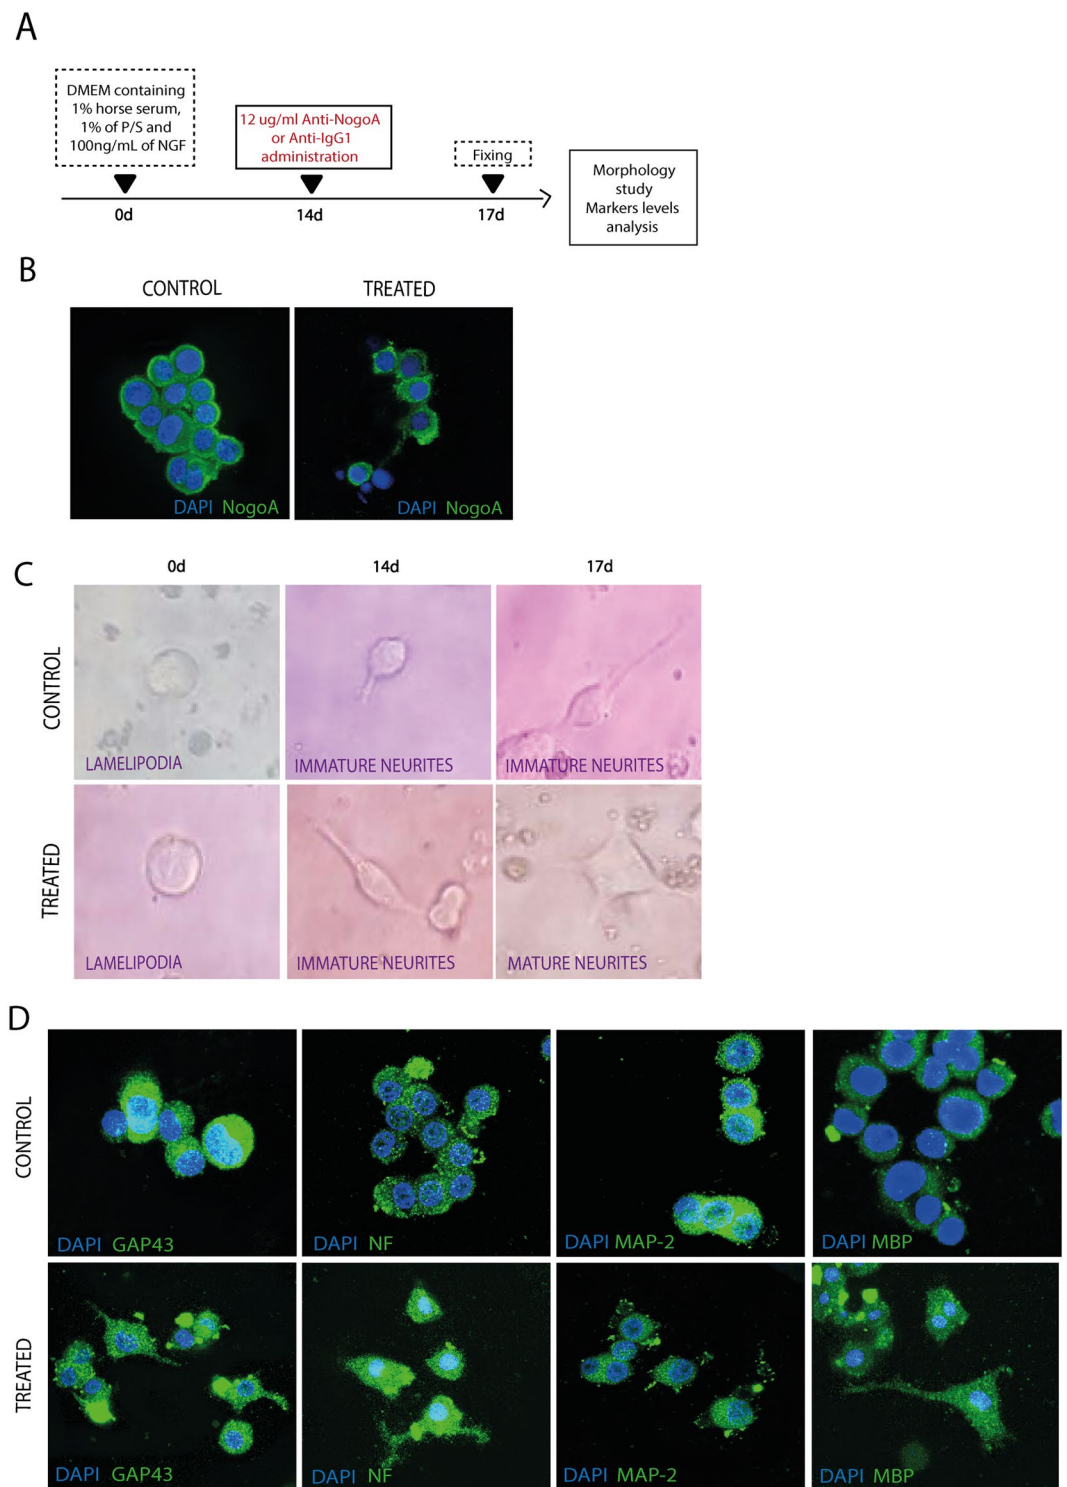 A
DMEM containing
1% horse serum,
1% of P/S and
100ng/mL of NGF
12 ug/ml Anti-NogoA
or Anti-IgG1
administration
Fixing
Morphology
study
Markers levels
analysis
0d
14d
17d
B
CONTROL
TREATED
DAPI NogoA
DAPI NogoA
C
0d
14d
17d
CONTROL
LAMELIPODIA
IMMATURE NEURITES
IMMATURE NEURITES
TREATED
LAMELIPODIA
IMMATURE NEURITES
MATURE NEURITES
D
CONTROL
DAPI GAP43
DAPI NF
DAPI MAP-2
DAPI MBP
TREATED
DAPI GAP43
DAPI NF
DAPI MAP-2
DAPI MBP